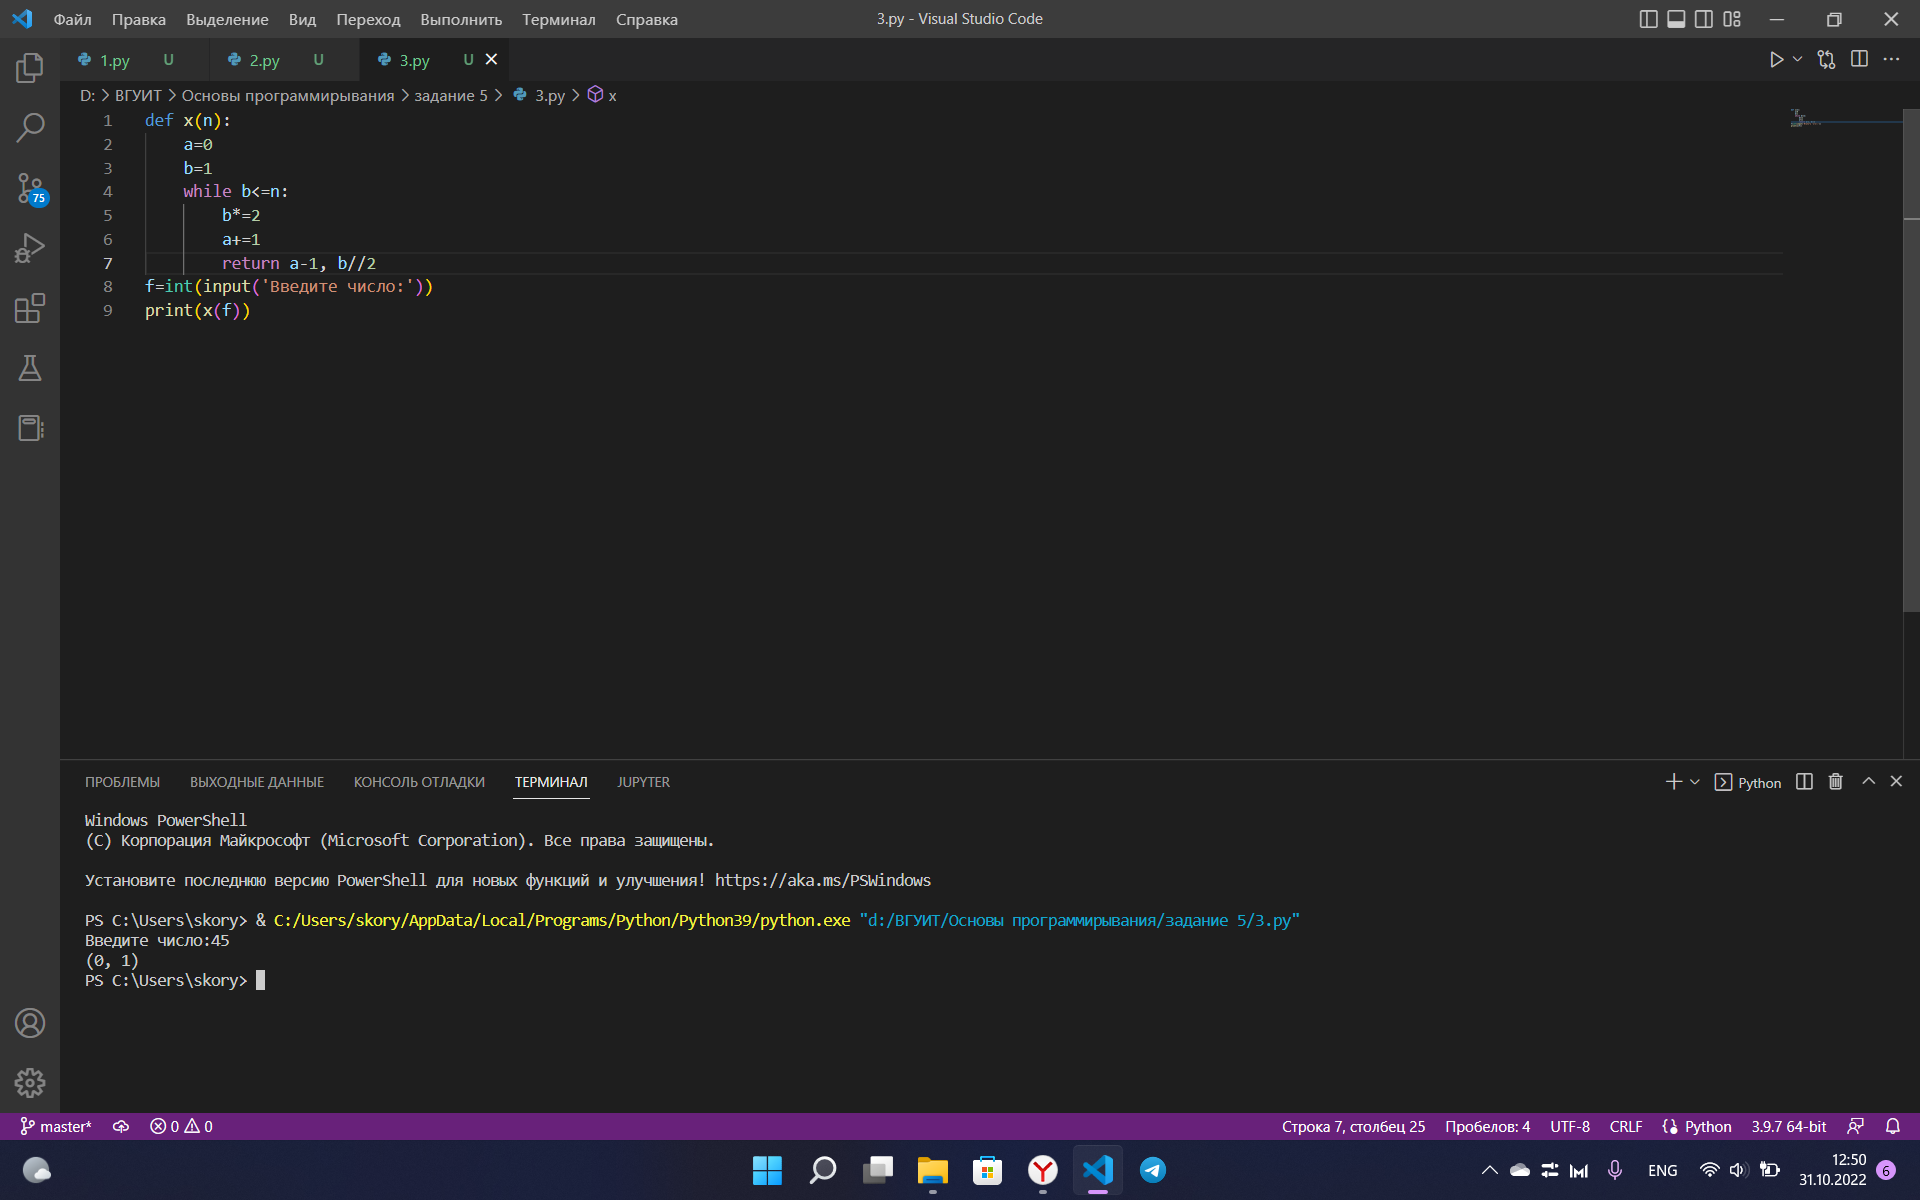 Файл Правка Выделение Вид Переход Выполнить Терминал Справка 3.py - Visual Studio Code
1.py U 2.py U 3.py U
D: > ВГУИТ > Основы программирывания > задание 5 > 3.py > x
1 def x(n):
2 a=0
3 b=1
4 while b<=n:
5 b*=2
6 a+=1
7 return a-1, b//2
8 f=int(input('Введите число:'))
9 print(x(f))
75
ПРОБЛЕМЫ ВЫХОДНЫЕ ДАННЫЕ КОНСОЛЬ ОТЛАДКИ ТЕРМИНАЛ JUPYTER Python
Windows PowerShell
(C) Корпорация Майкрософт (Microsoft Corporation). Все права защищены.
Установите последнюю версию PowerShell для новых функций и улучшения! https://aka.ms/PSWindows
PS C:\Users\skory> & C:/Users/skory/AppData/Local/Programs/Python/Python39/python.exe "d:/ВГУИТ/Основы программирывания/задание 5/3.py"
Введите число:45
(0, 1)
PS C:\Users\skory>
master* 0 0 Строка 7, столбец 25 Пробелов: 4 UTF-8 CRLF Python 3.9.7 64-bit
ENG 12:50 6
31.10.2022